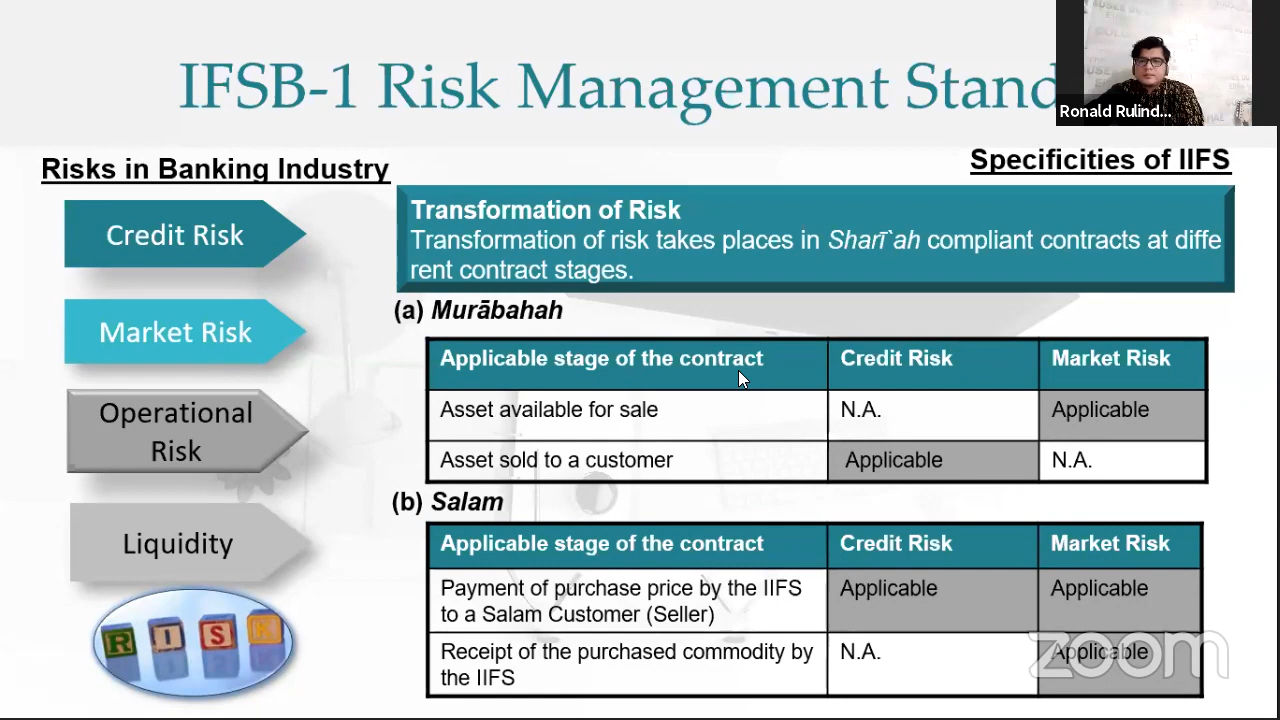 IFSB-1 Risk Management Stand
Ronald Rulind...
Risks in Banking Industry
Specificities of IIFS
Credit Risk
Market Risk
Operational
Risk
Liquidity
RISK
Transformation of Risk
Transformation of risk takes places in Sharī`ah compliant contracts at diffe
rent contract stages.
(a) Murābahah
Applicable stage of the contract Credit Risk Market Risk
Asset available for sale N.A. Applicable
Asset sold to a customer Applicable N.A.
(b) Salam
Applicable stage of the contract Credit Risk Market Risk
Payment of purchase price by the IIFS Applicable Applicable
to a Salam Customer (Seller)
Receipt of the purchased commodity by N.A. Applicable
the IIFS
zoom